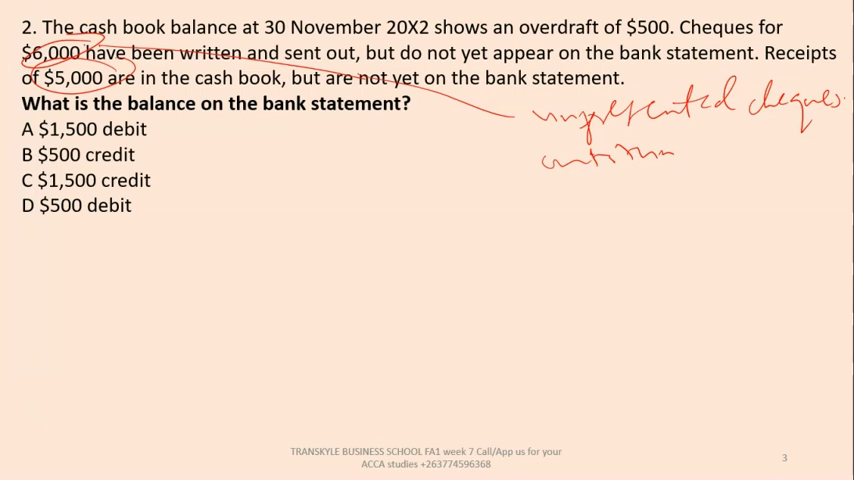 2. The cash book balance at 30 November 20X2 shows an overdraft of $500. Cheques for
$6,000 have been written and sent out, but do not yet appear on the bank statement. Receipts
of $5,000 are in the cash book, but are not yet on the bank statement.
What is the balance on the bank statement?
A $1,500 debit
B $500 credit
C $1,500 credit
D $500 debit
unpresented cheques.
TRANSKYLE BUSINESS SCHOOL FA1 week 7 Call/App us for your
ACCA studies +263774596368
3